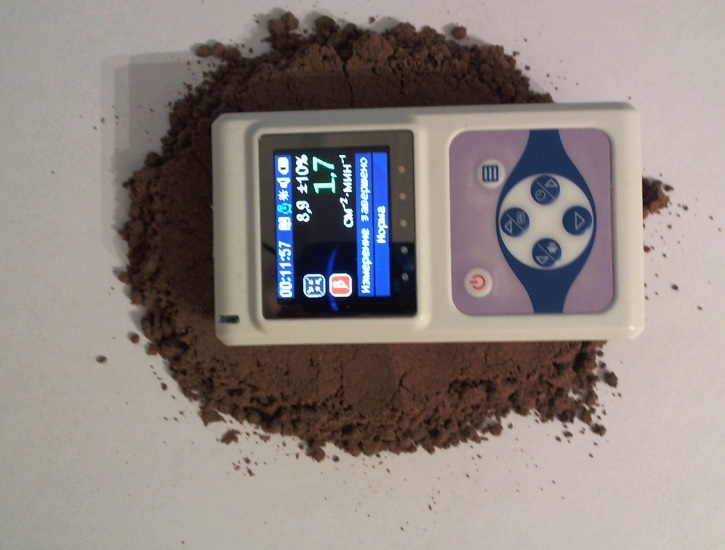 00:11:57
8,9 ±10%
1,7
β
см⁻²·мин⁻¹
Измерение завершено
Норма